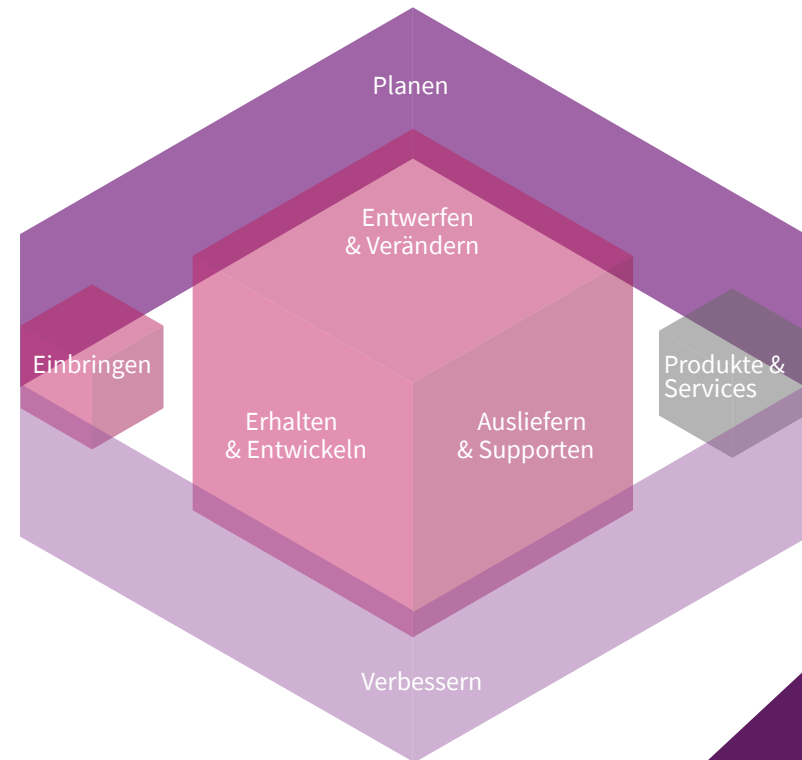 Planen
Entwerfen
& Verändern
Einbringen
Produkte &
Services
Erhalten
& Entwickeln
Ausliefern
& Supporten
Verbessern